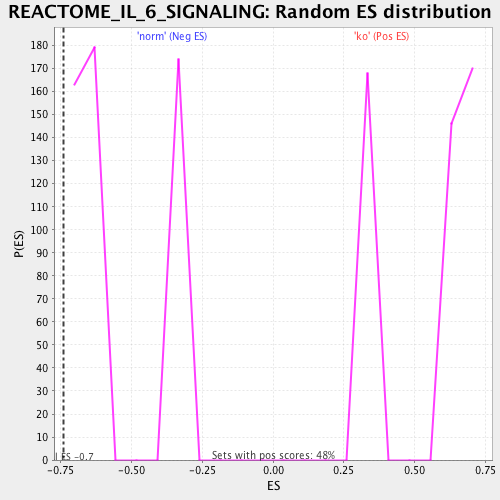 REACTOME_IL_6_SIGNALING: Random ES distribution
'norm' (Neg ES) 'ko' (Pos ES)
180
170
160
150
140
130
120
110
100
90
80
70
60
50
40
30
20
10
0
P(ES)
ES -0.7
Sets with pos scores: 48%
-0.75 -0.50 -0.25 0.00 0.25 0.50 0.75
ES